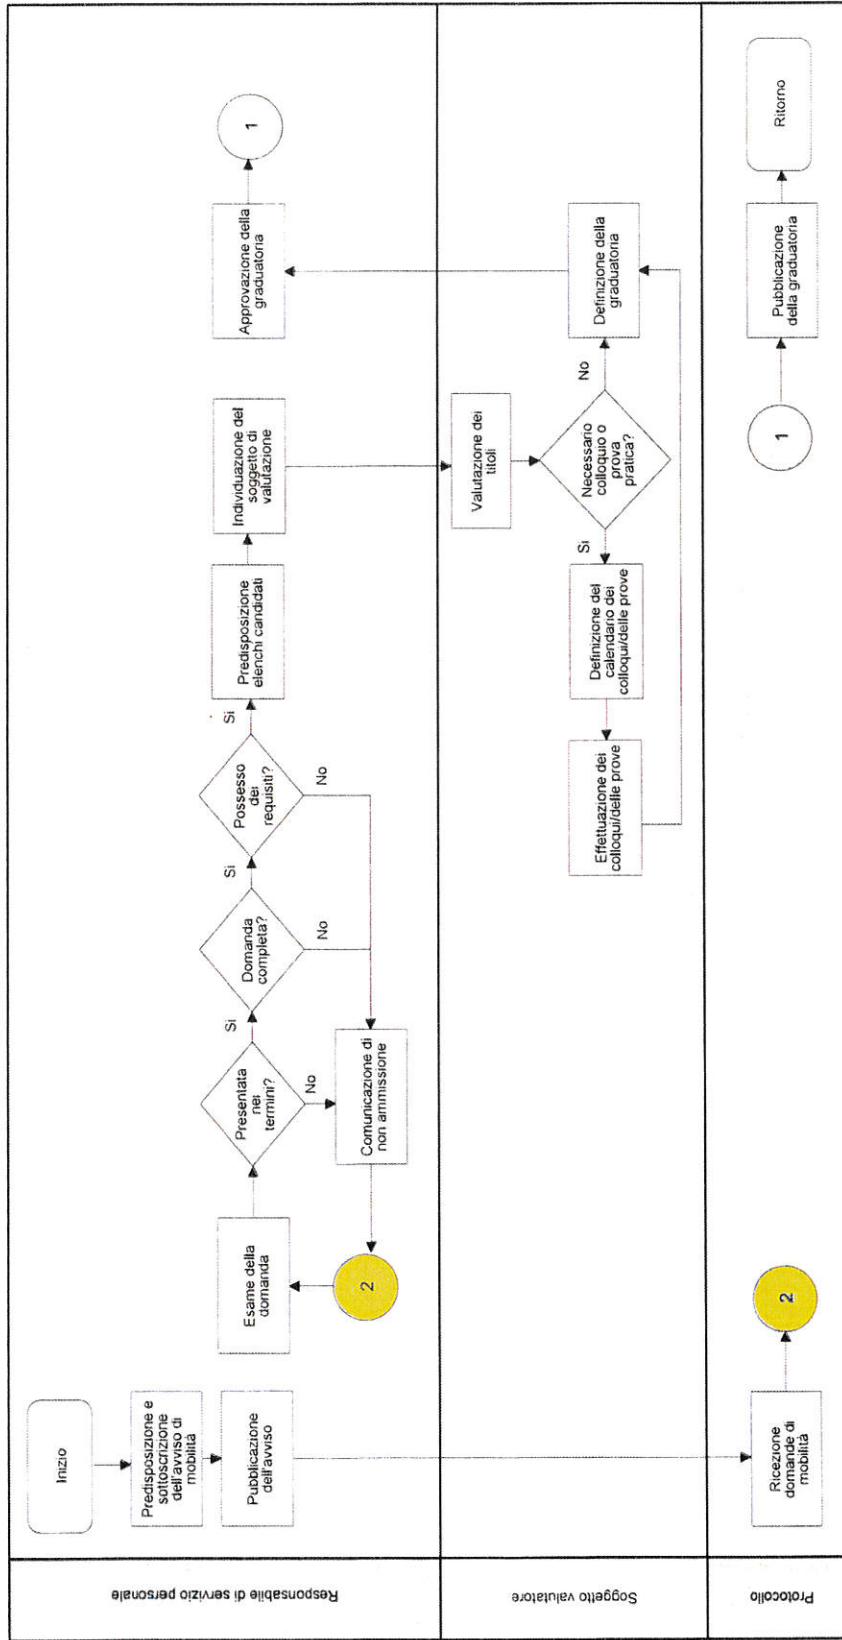 Responsabile di servizio personale
Inizio
Predisposizione e
sottoscrizione
dell'avviso di
mobilità
Pubblicazione
dell'avviso
Esame della
domanda
2
Presentata
nei
termini?
Si
No
Comunicazione di
non ammissione
Domanda
completa?
Si
No
Possesso
dei
requisiti?
Si
No
Predisposizione
elenchi candidati
Individuazione del
soggetto di
valutazione
Approvazione della
graduatoria
1
Soggetto valutatore
Valutazione dei
titoli
Necessario
colloquio o
prova
pratica?
Si
No
Definizione del
calendario dei
colloqui/delle prove
Effettuazione dei
colloqui/delle prove
Definizione della
graduatoria
Protocollo
Ricezione
domande di
mobilità
2
1
Pubblicazione
della graduatoria
Ritorno